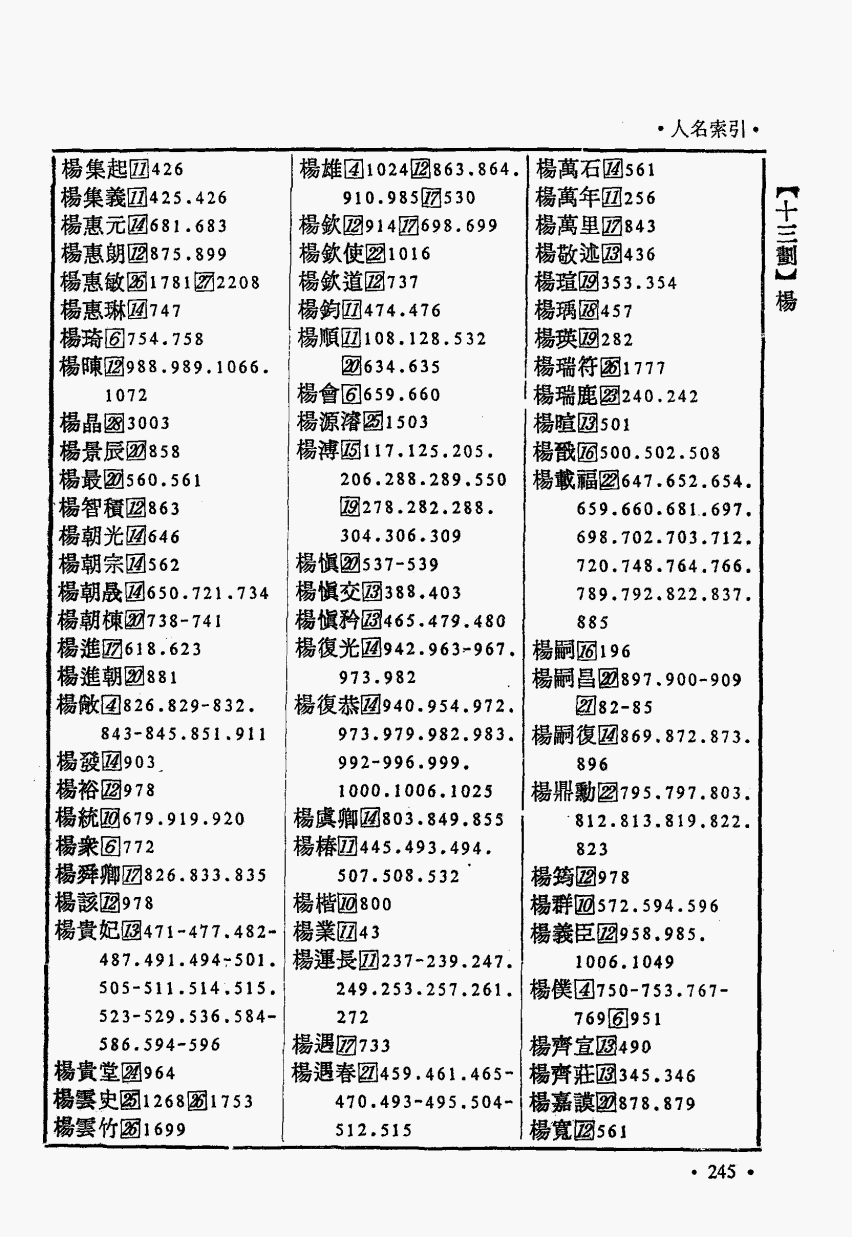 •人名索引•
【十三劃】楊
楊集起[11]426
楊集義[11]425.426
楊惠元[14]681.683
楊惠朗[12]875.899
楊惠敏[26]1781[27]2208
楊惠琳[14]747
楊琦[6]754.758
楊暕[12]988.989.1066.
1072
楊晶[28]3003
楊景辰[20]858
楊最[20]560.561
楊智積[12]863
楊朝光[14]646
楊朝宗[14]562
楊朝晟[14]650.721.734
楊朝棟[20]738-741
楊進[17]618.623
楊進朝[20]881
楊敞[4]826.829-832.
843-845.851.911
楊發[14]903
楊裕[12]978
楊統[10]679.919.920
楊衆[6]772
楊舜卿[17]826.833.835
楊該[12]978
楊貴妃[13]471-477.482-
487.491.494-501.
505-511.514.515.
523-529.536.584-
586.594-596
楊貴堂[24]964
楊雲史[25]1268[26]1753
楊雲竹[26]1699
楊雄[4]1024[12]863.864.
910.985[17]530
楊欽[12]914[17]698.699
楊欽使[22]1016
楊欽道[12]737
楊鈞[11]474.476
楊順[11]108.128.532
[20]634.635
楊會[6]659.660
楊源濬[25]1503
楊溥[15]117.125.205.
206.288.289.550
[19]278.282.288.
304.306.309
楊愼[20]537-539
楊愼交[13]388.403
楊愼矜[13]465.479.480
楊復光[14]942.963-967.
973.982
楊復恭[14]940.954.972.
973.979.982.983.
992-996.999.
1000.1006.1025
楊虞卿[14]803.849.855
楊椿[11]445.493.494.
507.508.532
楊楷[10]800
楊業[17]43
楊運長[11]237-239.247.
249.253.257.261.
272
楊遇[17]733
楊遇春[21]459.461.465-
470.493-495.504-
512.515
楊萬石[14]561
楊萬年[11]256
楊萬里[17]843
楊敬述[13]436
楊瑄[19]353.354
楊瑀[18]457
楊瑛[19]282
楊瑞符[26]1777
楊瑞鹿[23]240.242
楊暄[13]501
楊戩[16]500.502.508
楊載福[22]647.652.654.
659.660.681.697.
698.702.703.712.
720.748.764.766.
789.792.822.837.
885
楊嗣[16]196
楊嗣昌[20]897.900-909
[21]82-85
楊嗣復[14]869.872.873.
896
楊鼎勳[22]795.797.803.
812.813.819.822.
823
楊筠[12]978
楊群[10]572.594.596
楊義臣[12]958.985.
1006.1049
楊僕[4]750-753.767-
769[6]951
楊齊宣[13]490
楊齊莊[13]345.346
楊嘉謨[20]878.879
楊寬[12]561
• 245 •